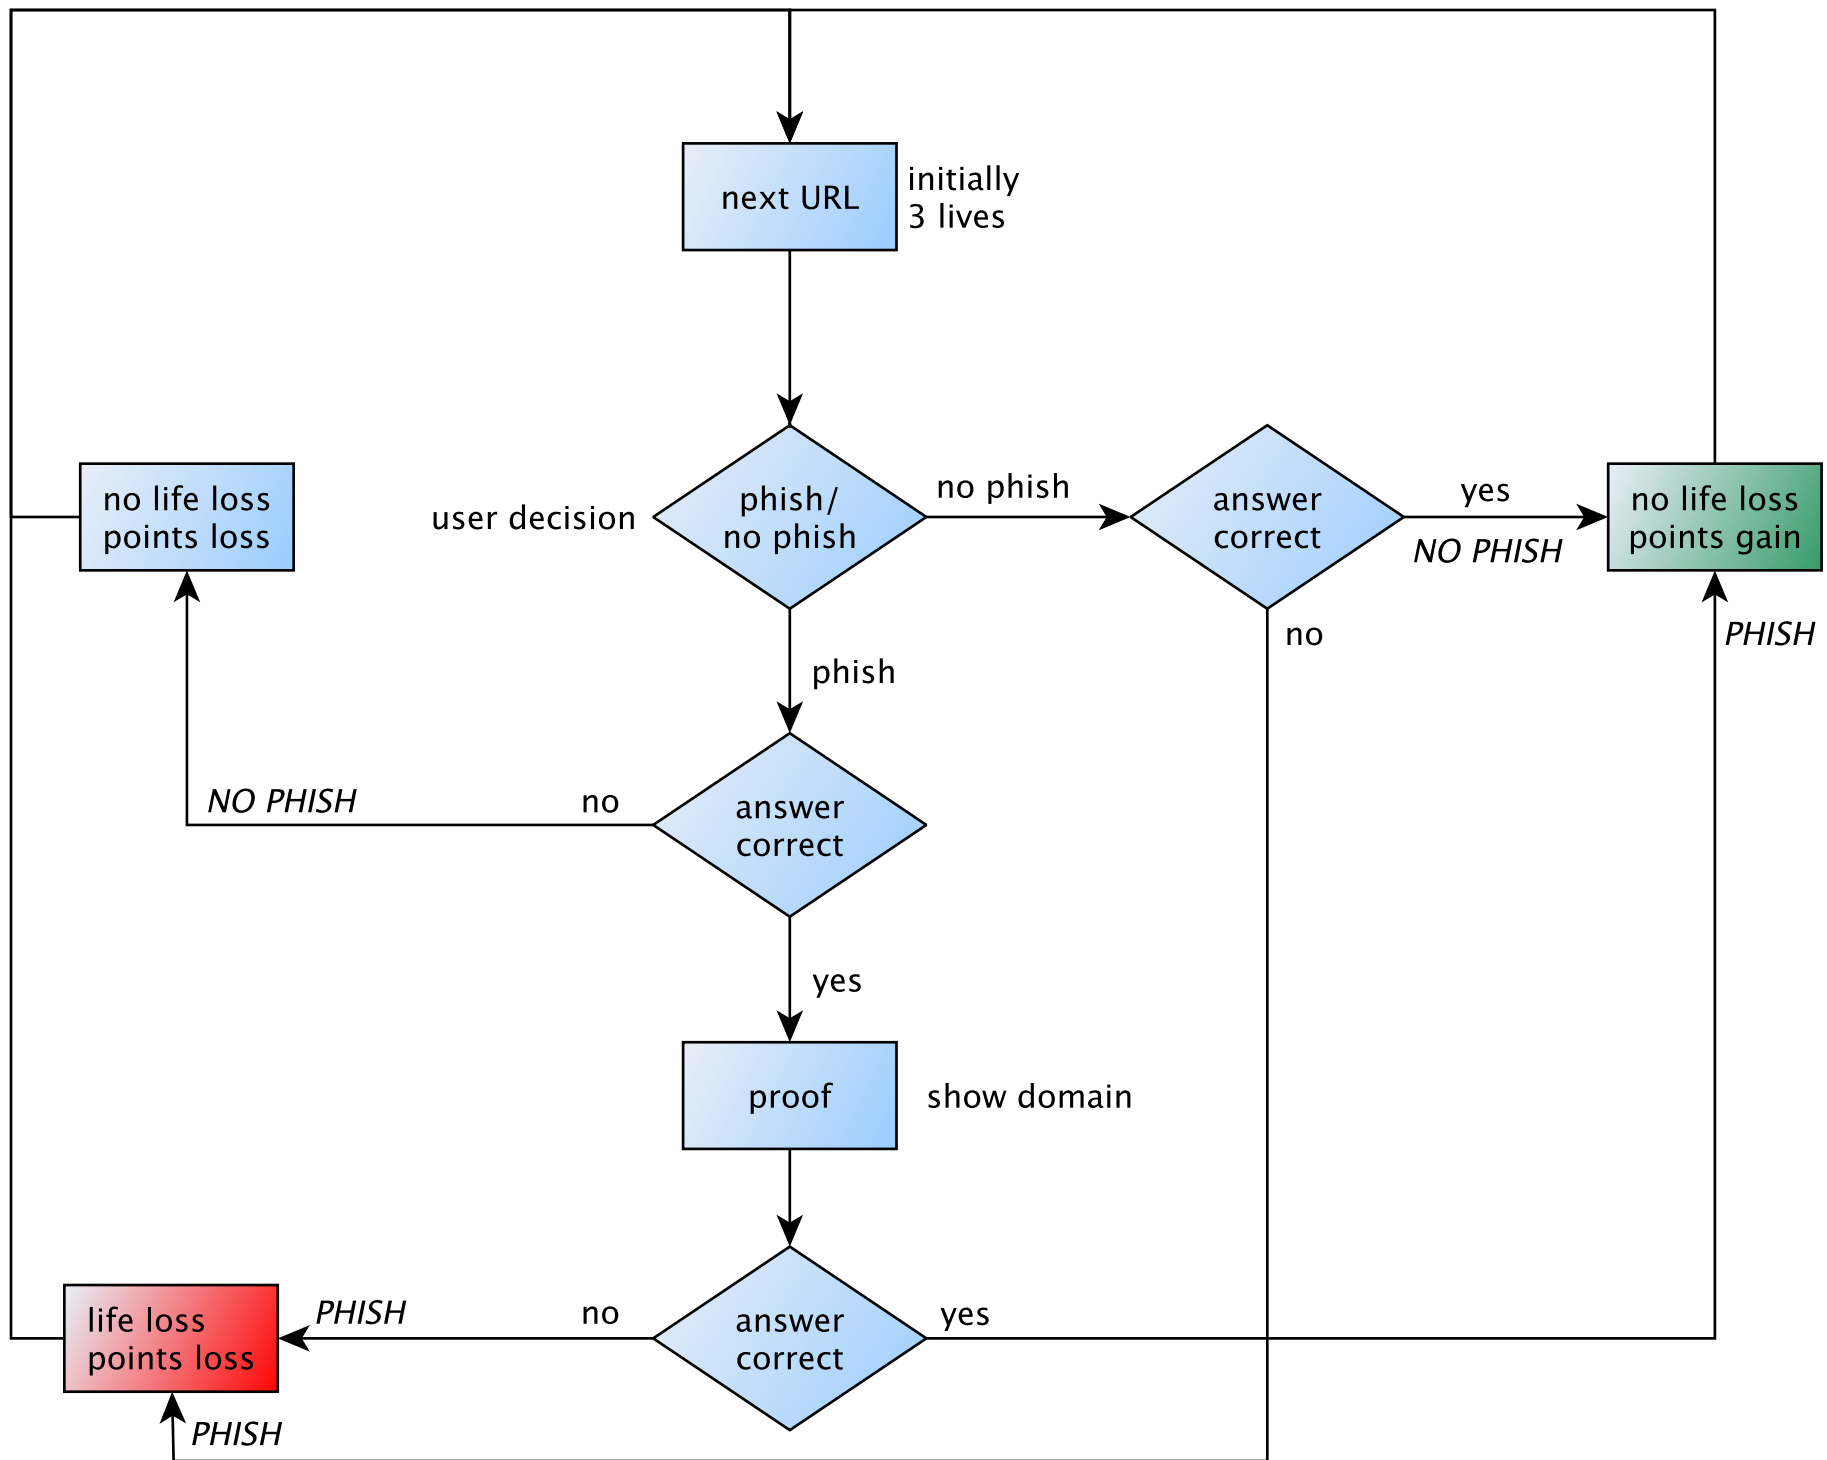 next URL
initially
3 lives
no life loss
points loss
user decision
phish/
no phish
no phish
answer
correct
yes
NO PHISH
no life loss
points gain
no
PHISH
phish
NO PHISH
no
answer
correct
yes
proof
show domain
life loss
points loss
PHISH
no
answer
correct
yes
PHISH